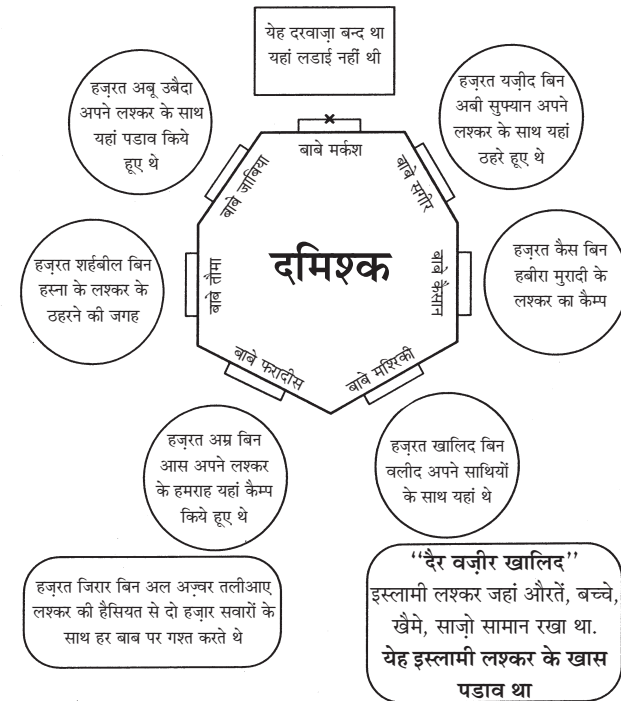 येह दरवाज़ा बन्द था
यहां लडाई नहीं थी
हज़रत अबू उबैदा
अपने लश्कर के साथ
यहां पडाव किये
हूए थे
हज़रत यज़ीद बिन
अबी सुफ्यान अपने
लश्कर के साथ यहां
ठहरे हूए थे
बाबे मर्कश
बाबे जाबिया
बाबे सगीर
हज़रत शर्हबील बिन
हस्ना के लश्कर के
ठहरने की जगह
बाबे तौमा
दमिश्क
बाबे कैसान
हज़रत कैस बिन
हबीरा मुरादी के
लश्कर का कैम्प
बाबे फरादीस
बाबे मश्रिकी
हज़रत अम्र बिन
आस अपने लश्कर
के हमराह यहां कैम्प
किये हूए थे
हज़रत खालिद बिन
वलीद अपने साथियों
के साथ यहां थे
हज़रत जिरार बिन अल अज़्वर तलीआए
लश्कर की हैसियत से दो हज़ार सवारों के
साथ हर बाब पर गश्त करते थे
“दैर वज़ीर खालिद”
इस्लामी लश्कर जहां औरतें, बच्चे,
खैमे, साज़ो सामान रखा था.
येह इस्लामी लश्कर के खास
पडाव था